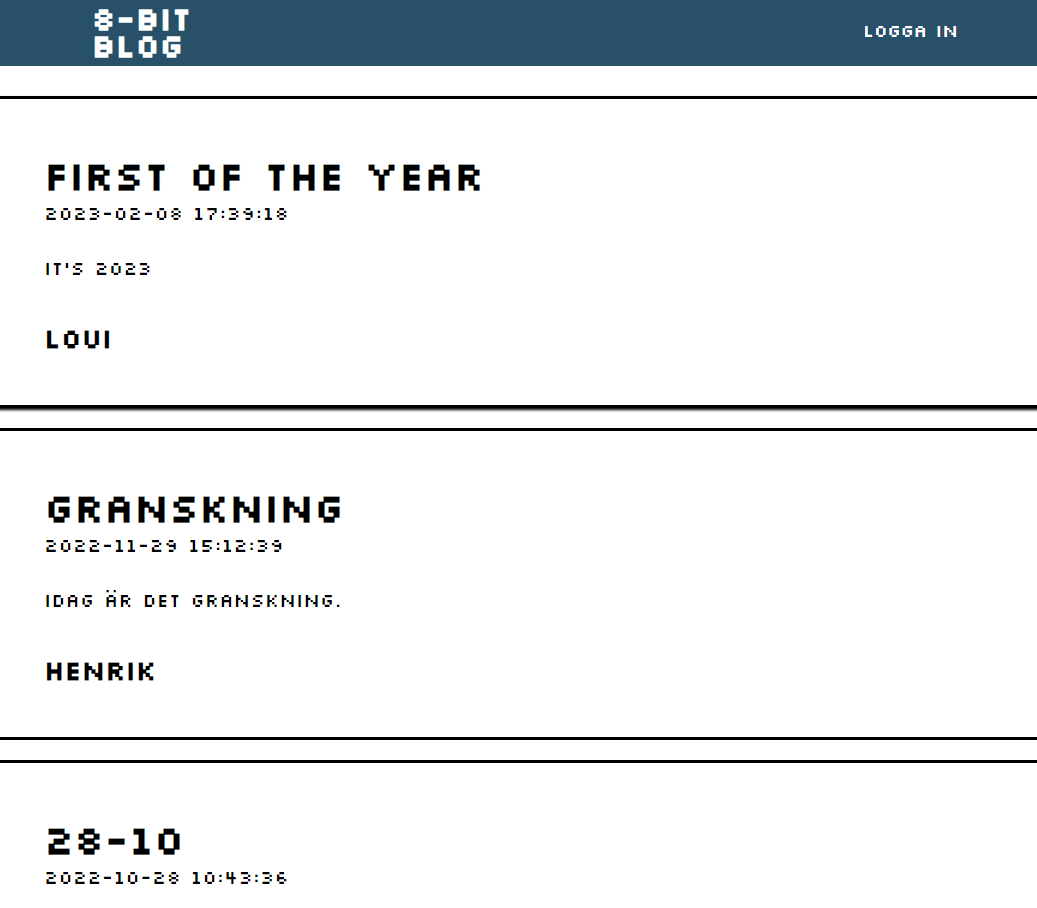 8-BIT
BLOG
LOGGA IN
FIRST OF THE YEAR
2023-02-08 17:39:18
IT'S 2023
LOUI
GRANSKNING
2022-11-29 15:12:39
IDAG ÄR DET GRANSKNING.
HENRIK
28-10
2022-10-28 10:43:36